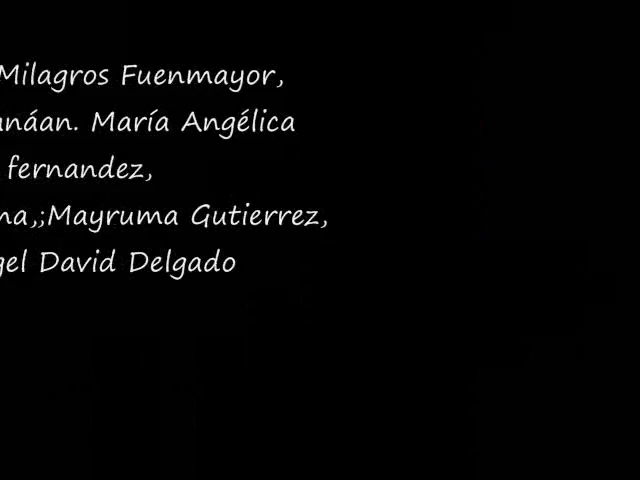 Milagros Fuenmayor,
náan. María Angélica
fernandez,
na,;Mayruma Gutierrez,
gel David Delgado